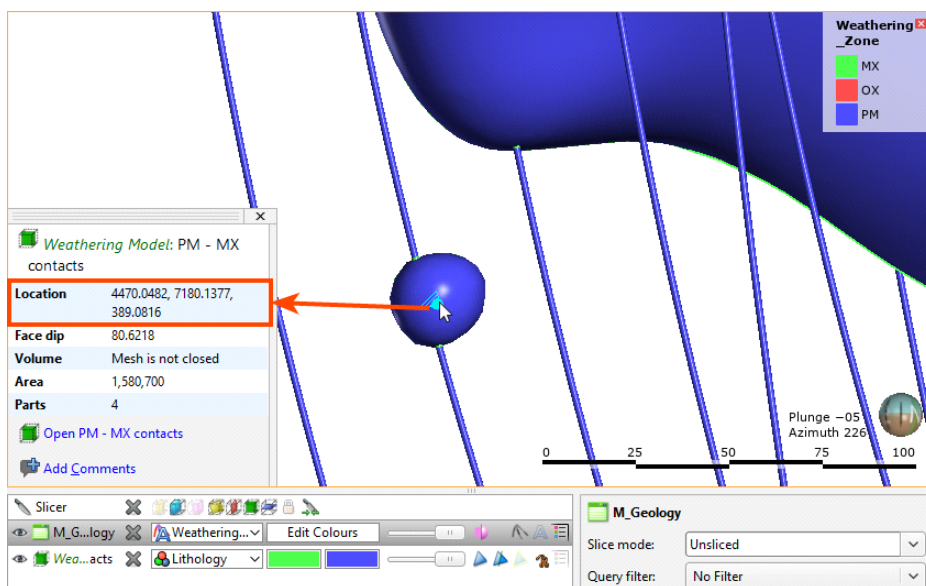 Weathering
_Zone
MX
OX
PM
Weathering Model: PM - MX
contacts
Location 4470.0482, 7180.1377,
389.0816
Face dip 80.6218
Volume Mesh is not closed
Area 1,580,700
Parts 4
Open PM - MX contacts
Add Comments
Plunge −05
Azimuth 226
0 25 50 75 100
Slicer
M_G...logy Weathering... Edit Colours
Wea...acts Lithology
M_Geology
Slice mode: Unsliced
Query filter: No Filter